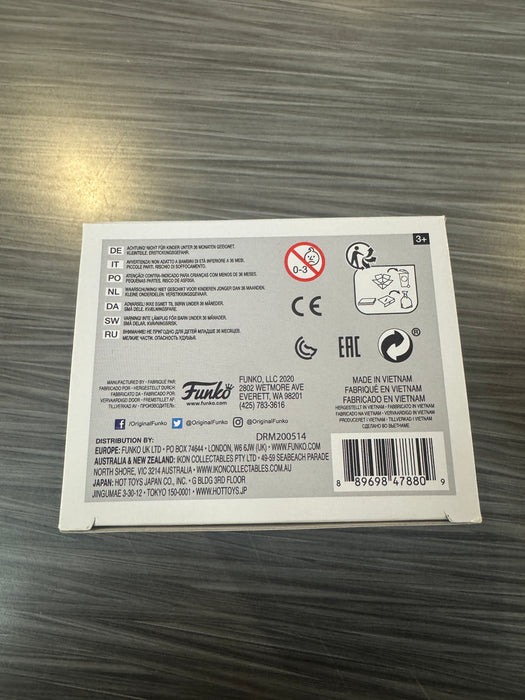 DE ACHTUNG! NICHT FÜR KINDER UNTER 36 MONATEN GEEIGNET.
KLEINTEILE. ERSTICKUNGSGEFAHR.
IT AVVERTENZA! NON ADATTO A BAMBINI DI ETÀ INFERIORE A 36 MESI.
PICCOLE PARTI. RISCHIO DI SOFFOCAMENTO.
PO ATENÇÃO! CONTRA-INDICADO PARA CRIANÇAS COM MENOS DE 36 MESES.
PEQUENAS PARTES. RISCO DE ASFIXIA.
NL WAARSCHUWING! NIET GESCHIKT VOOR KINDEREN JONGER DAN 36 MAANDEN.
KLEINE ONDERDELEN. VERSTIKKINGSGEVAAR.
DA ADVARSEL! IKKE EGNET TIL BØRN UNDER 36 MÅNEDER.
SMÅ DELE. KVÆLNINGSFARE.
SW VARNING! INTE LÄMPLIG FÖR BARN UNDER 36 MÅNADER.
SMÅ DELAR. KVÄVNINGSRISK.
RU ВНИМАНИЕ! НЕ ПРИГОДНО ДЛЯ ДЕТЕЙ МЛАДШЕ 36 МЕСЯЦЕВ.
МЕЛКИЕ ЧАСТИ. ОПАСНОСТЬ УДУШЬЯ.
0-3
3+
CE
EAC
®
MANUFACTURED BY · FABRIQUÉ PAR
FABRICADO POR · HERGESTELLT DURCH
FABBRICATO DA · FABRICADO POR
VERVAARDIGD DOOR · FREMSTILLET AF
TILLVERKAD AV · ПРОИЗВОДИТЕЛЬ
Funko
www.funko.com
FUNKO, LLC 2020
2802 WETMORE AVE
EVERETT, WA 98201
(425) 783-3616
MADE IN VIETNAM
FABRIQUÉ EN VIETNAM
FABRICADO EN VIETNAM
HERGESTELLT IN VIETNAM · FABBRICATO IN VIETNAM
FABRICADO NA VIETNAM · VERVAARDIGD IN VIETNAM
FREMSTILLET I VIETNAM · TILLVERKAD I VIETNAM
СДЕЛАНО ВО ВЬЕТНАМЕ
/OriginalFunko @OriginalFunko @OriginalFunko
DRM200514
DISTRIBUTION BY:
EUROPE: FUNKO UK LTD · PO BOX 74644 · LONDON, W6 6JW (UK) · WWW.FUNKO.COM
AUSTRALIA & NEW ZEALAND: IKON COLLECTABLES PTY LTD · 49-59 SEABEACH PARADE
NORTH SHORE, VIC 3214 AUSTRALIA · WWW.IKONCOLLECTABLES.COM.AU
JAPAN: HOT TOYS JAPAN CO., INC. · G BLDG 3RD FLOOR
JINGUMAE 3-30-12 · TOKYO 150-0001 · WWW.HOTTOYS.JP
8 89698 47880 9